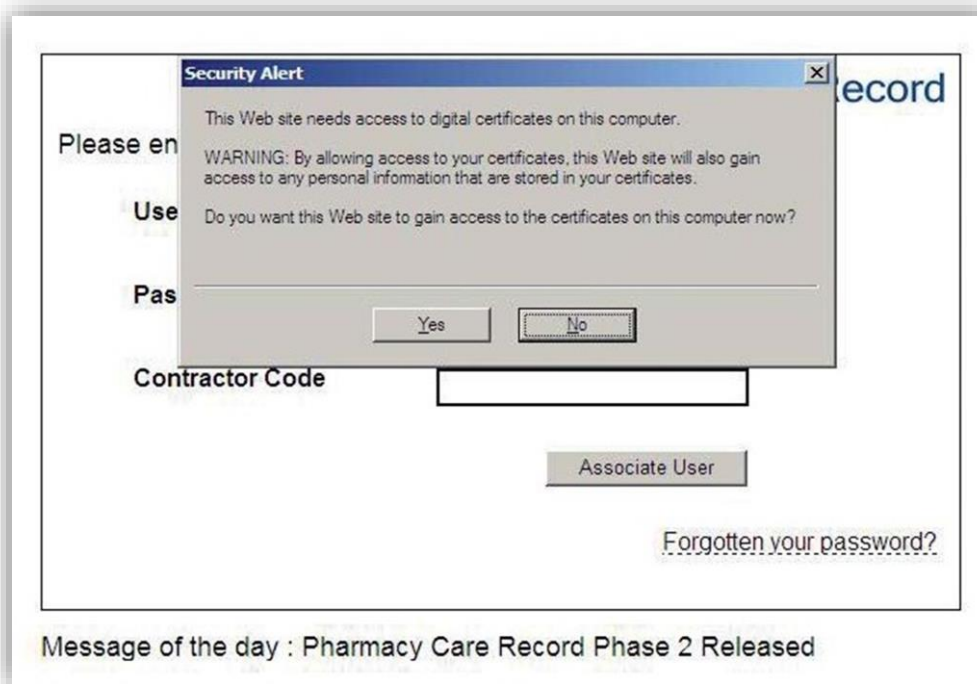 Security Alert
ecord
This Web site needs access to digital certificates on this computer.
Please en
WARNING: By allowing access to your certificates, this Web site will also gain
access to any personal information that are stored in your certificates.
Use
Do you want this Web site to gain access to the certificates on this computer now?
Pas
Yes
No
Contractor Code
Associate User
Forgotten your password?
Message of the day : Pharmacy Care Record Phase 2 Released